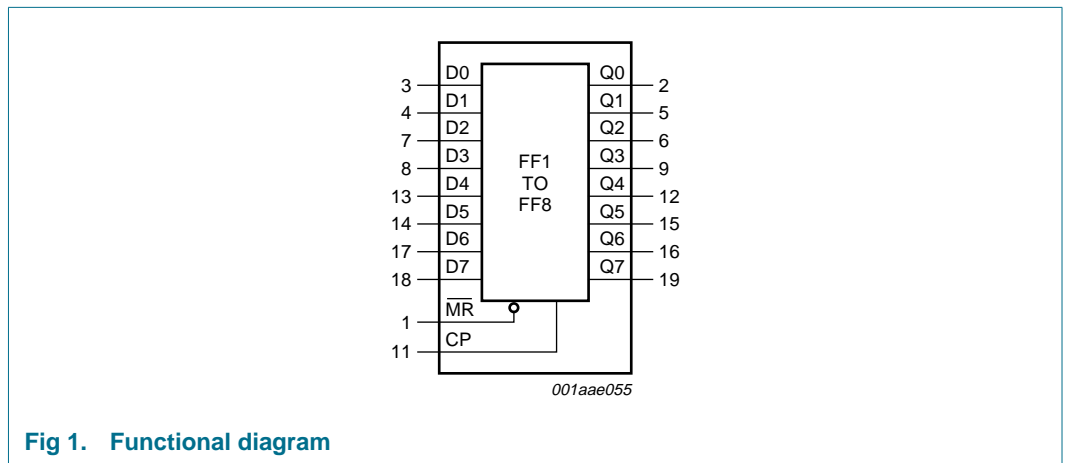 D0 Q0
3 2
D1 Q1
4 5
D2 Q2
7 6
D3 Q3
8 9
FF1
TO
FF8
D4 Q4
13 12
D5 Q5
14 15
D6 Q6
17 16
D7 Q7
18 19
M̅R̅
1
CP
11
001aae055
Fig 1. Functional diagram